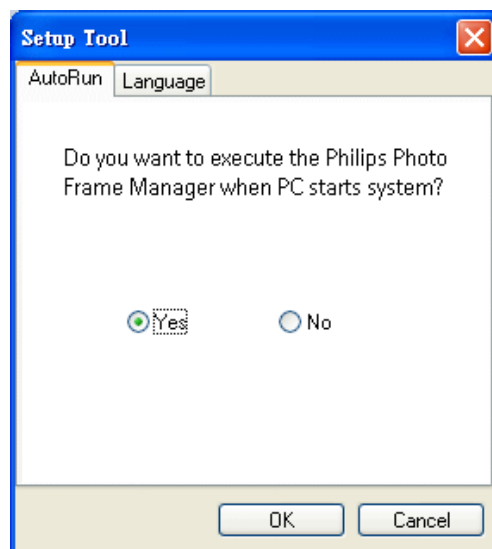 Setup Tool
AutoRun Language
Do you want to execute the Philips Photo
Frame Manager when PC starts system?
Yes No
OK Cancel